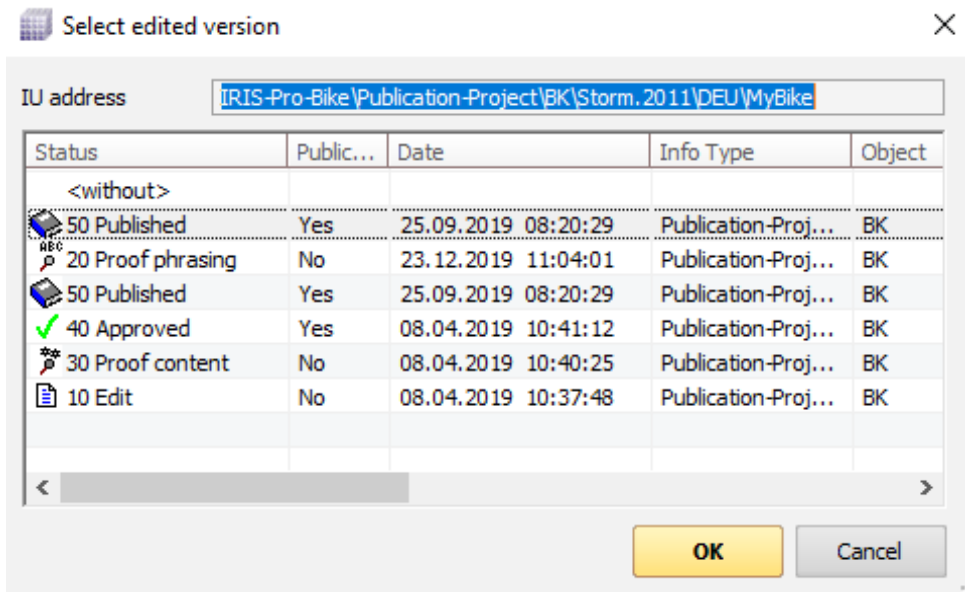 Select edited version
IU address IRIS-Pro-Bike\Publication-Project\BK\Storm.2011\DEU\MyBike
Status Public... Date Info Type Object
<without>
50 Published Yes 25.09.2019 08:20:29 Publication-Proj... BK
ABC 20 Proof phrasing No 23.12.2019 11:04:01 Publication-Proj... BK
50 Published Yes 25.09.2019 08:20:29 Publication-Proj... BK
40 Approved Yes 08.04.2019 10:41:12 Publication-Proj... BK
30 Proof content No 08.04.2019 10:40:25 Publication-Proj... BK
10 Edit No 08.04.2019 10:37:48 Publication-Proj... BK
OK Cancel